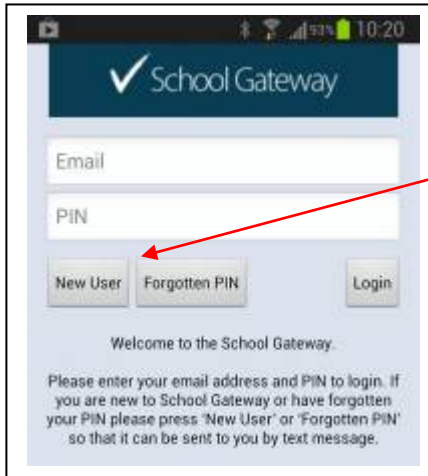 93% 10:20
School Gateway
Email
PIN
New User Forgotten PIN Login
Welcome to the School Gateway.
Please enter your email address and PIN to login. If
you are new to School Gateway or have forgotten
your PIN please press 'New User' or 'Forgotten PIN'
so that it can be sent to you by text message.